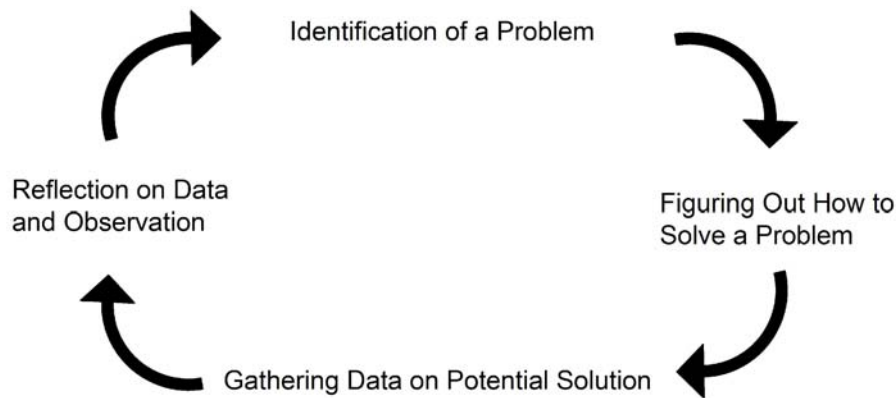 Identification of a Problem
Figuring Out How to
Solve a Problem
Gathering Data on Potential Solution
Reflection on Data
and Observation